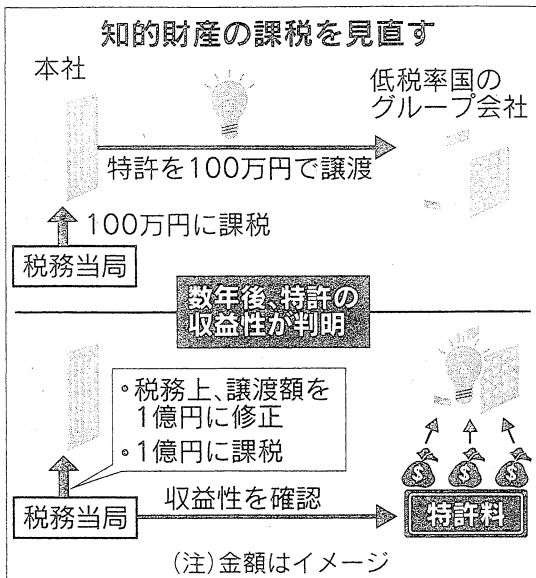 知的財産の課税を見直す
本社
低税率国の
グループ会社
特許を100万円で譲渡
100万円に課税
税務当局
数年後、特許の
収益性が判明
・税務上、譲渡額を
1億円に修正
・1億円に課税
収益性を確認
税務当局
$ $ $
特許料
(注)金額はイメージ